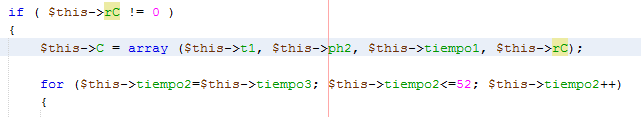 if ( $this->rC != 0 )
{
$this->C = array ($this->t1, $this->ph2, $this->tiempo1, $this->rC);
for ($this->tiempo2=$this->tiempo3; $this->tiempo2<=52; $this->tiempo2++)
{